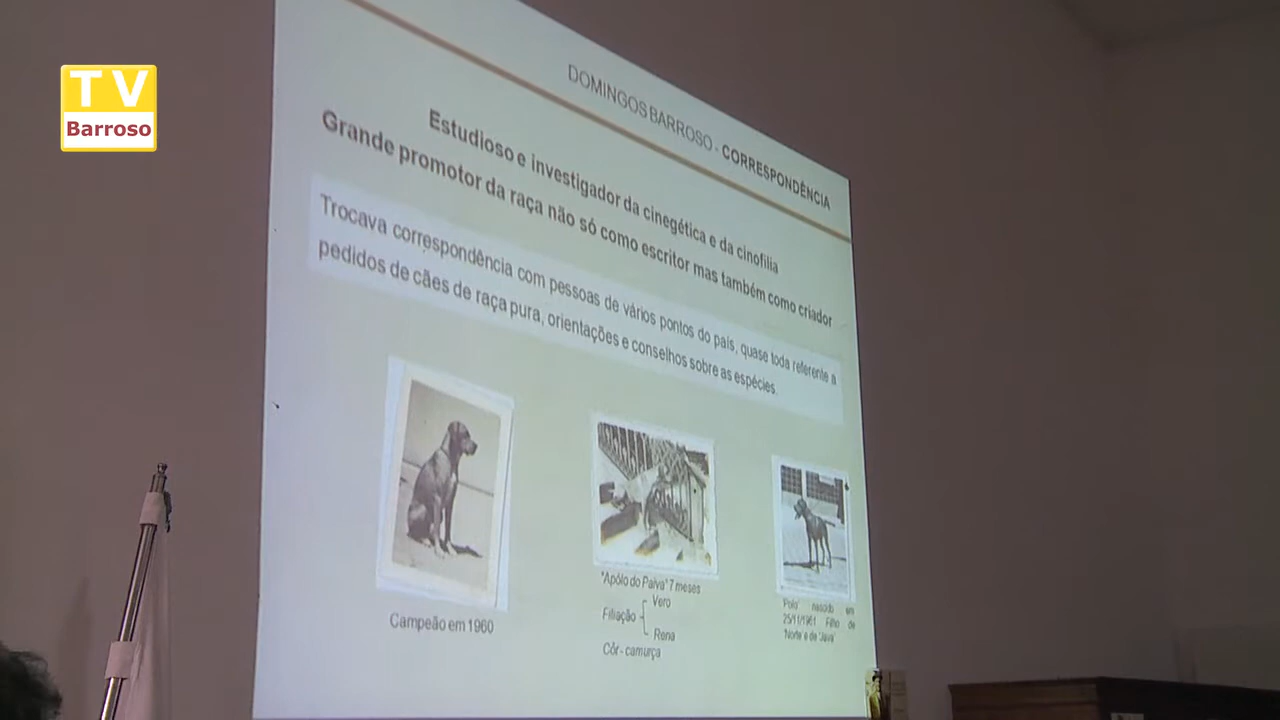 TV
Barroso
DOMINGOS BARROSO - CORRESPONDÊNCIA
Estudioso e investigador da cinegética e da cinofilia
Grande promotor da raça não só como escritor mas também como criador
Trocava correspondência com pessoas de vários pontos do país, quase toda referente a
pedidos de cães de raça pura, orientações e conselhos sobre as espécies.
Campeão em 1960
"Apólo do Paiva" 7 meses
Vero
Filiação
Rena
Côr - camurça
'Polo' nascido em
25/11/1961 Filho de
'Norte' e de 'Java'